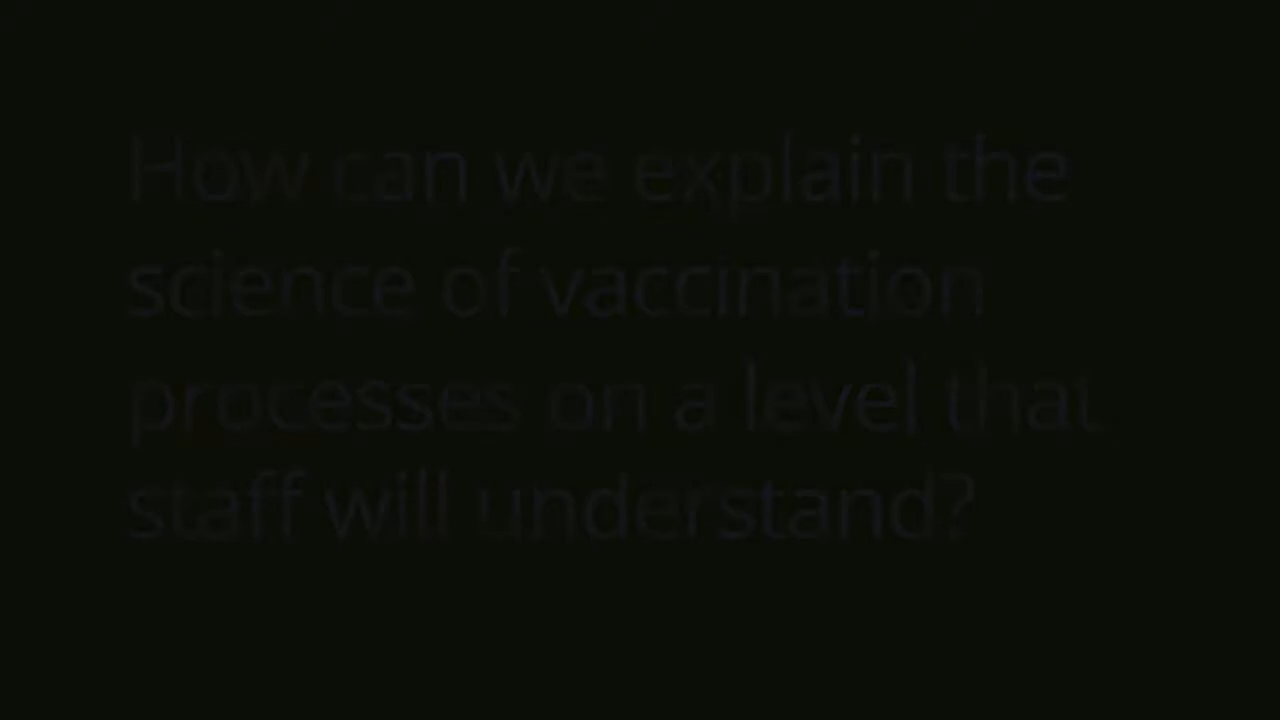 How can we explain the
science of vaccination
processes on a level that
staff will understand?